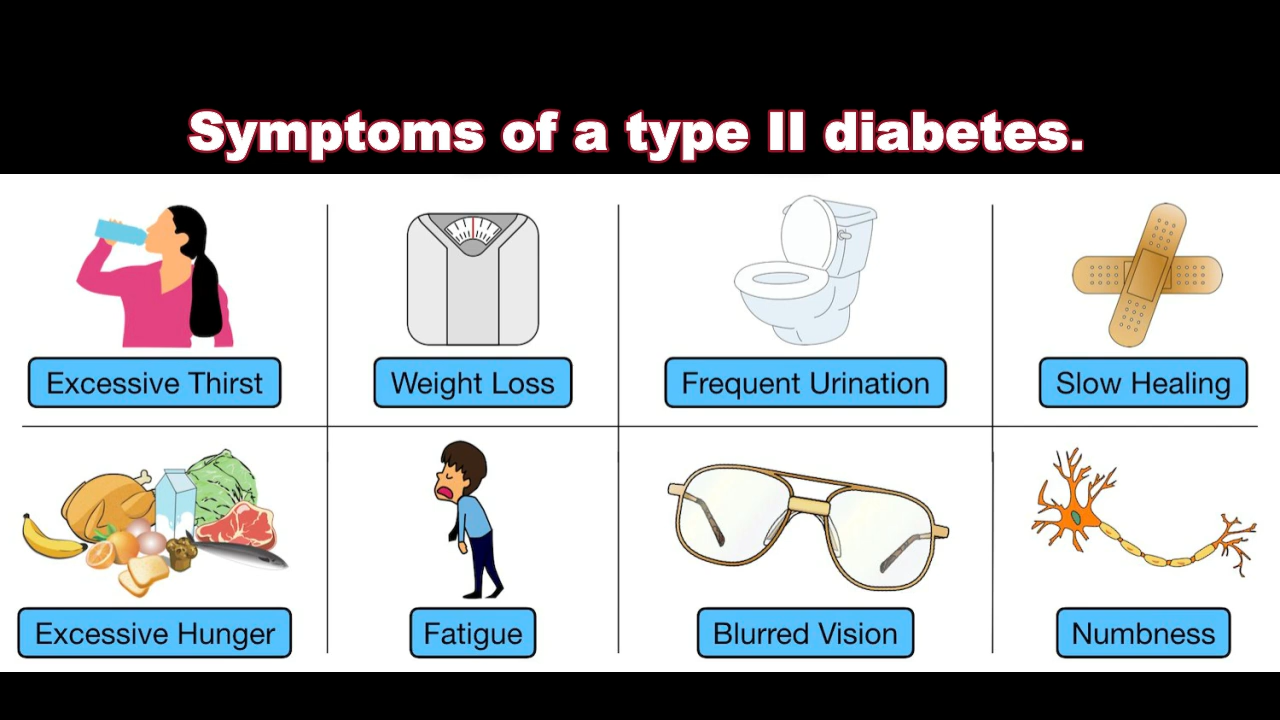 Symptoms of a type II diabetes.
Excessive Thirst
Weight Loss
Frequent Urination
Slow Healing
Excessive Hunger
Fatigue
Blurred Vision
Numbness